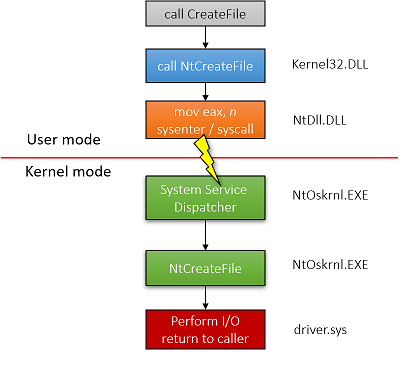 call CreateFile
call NtCreateFile
Kernel32.DLL
mov eax, n
sysenter / syscall
NtDll.DLL
User mode
Kernel mode
System Service
Dispatcher
NtOskrnl.EXE
NtCreateFile
NtOskrnl.EXE
Perform I/O
return to caller
driver.sys